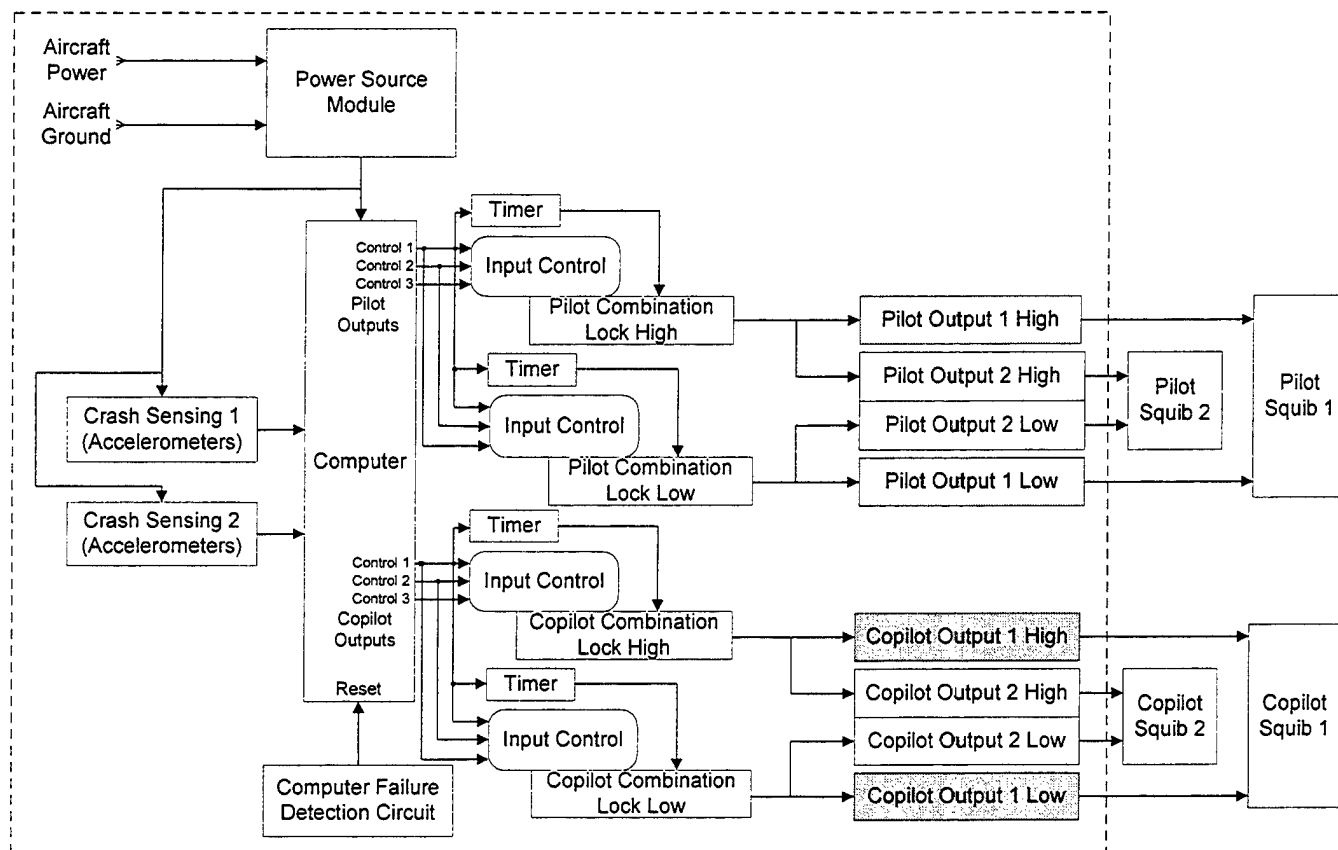 Aircraft
Power
Aircraft
Ground
Power Source
Module
Timer
Control 1
Control 2
Control 3
Pilot
Outputs
Input Control
Pilot Combination
Lock High
Pilot Output 1 High
Timer
Pilot Output 2 High
Pilot
Squib 2
Pilot
Squib 1
Crash Sensing 1
(Accelerometers)
Input Control
Pilot Output 2 Low
Computer
Pilot Combination
Lock Low
Pilot Output 1 Low
Crash Sensing 2
(Accelerometers)
Timer
Control 1
Control 2
Control 3
Copilot
Outputs
Input Control
Copilot Combination
Lock High
Copilot Output 1 High
Reset
Timer
Copilot Output 2 High
Copilot
Squib 2
Copilot
Squib 1
Input Control
Copilot Output 2 Low
Computer Failure
Detection Circuit
Copilot Combination
Lock Low
Copilot Output 1 Low